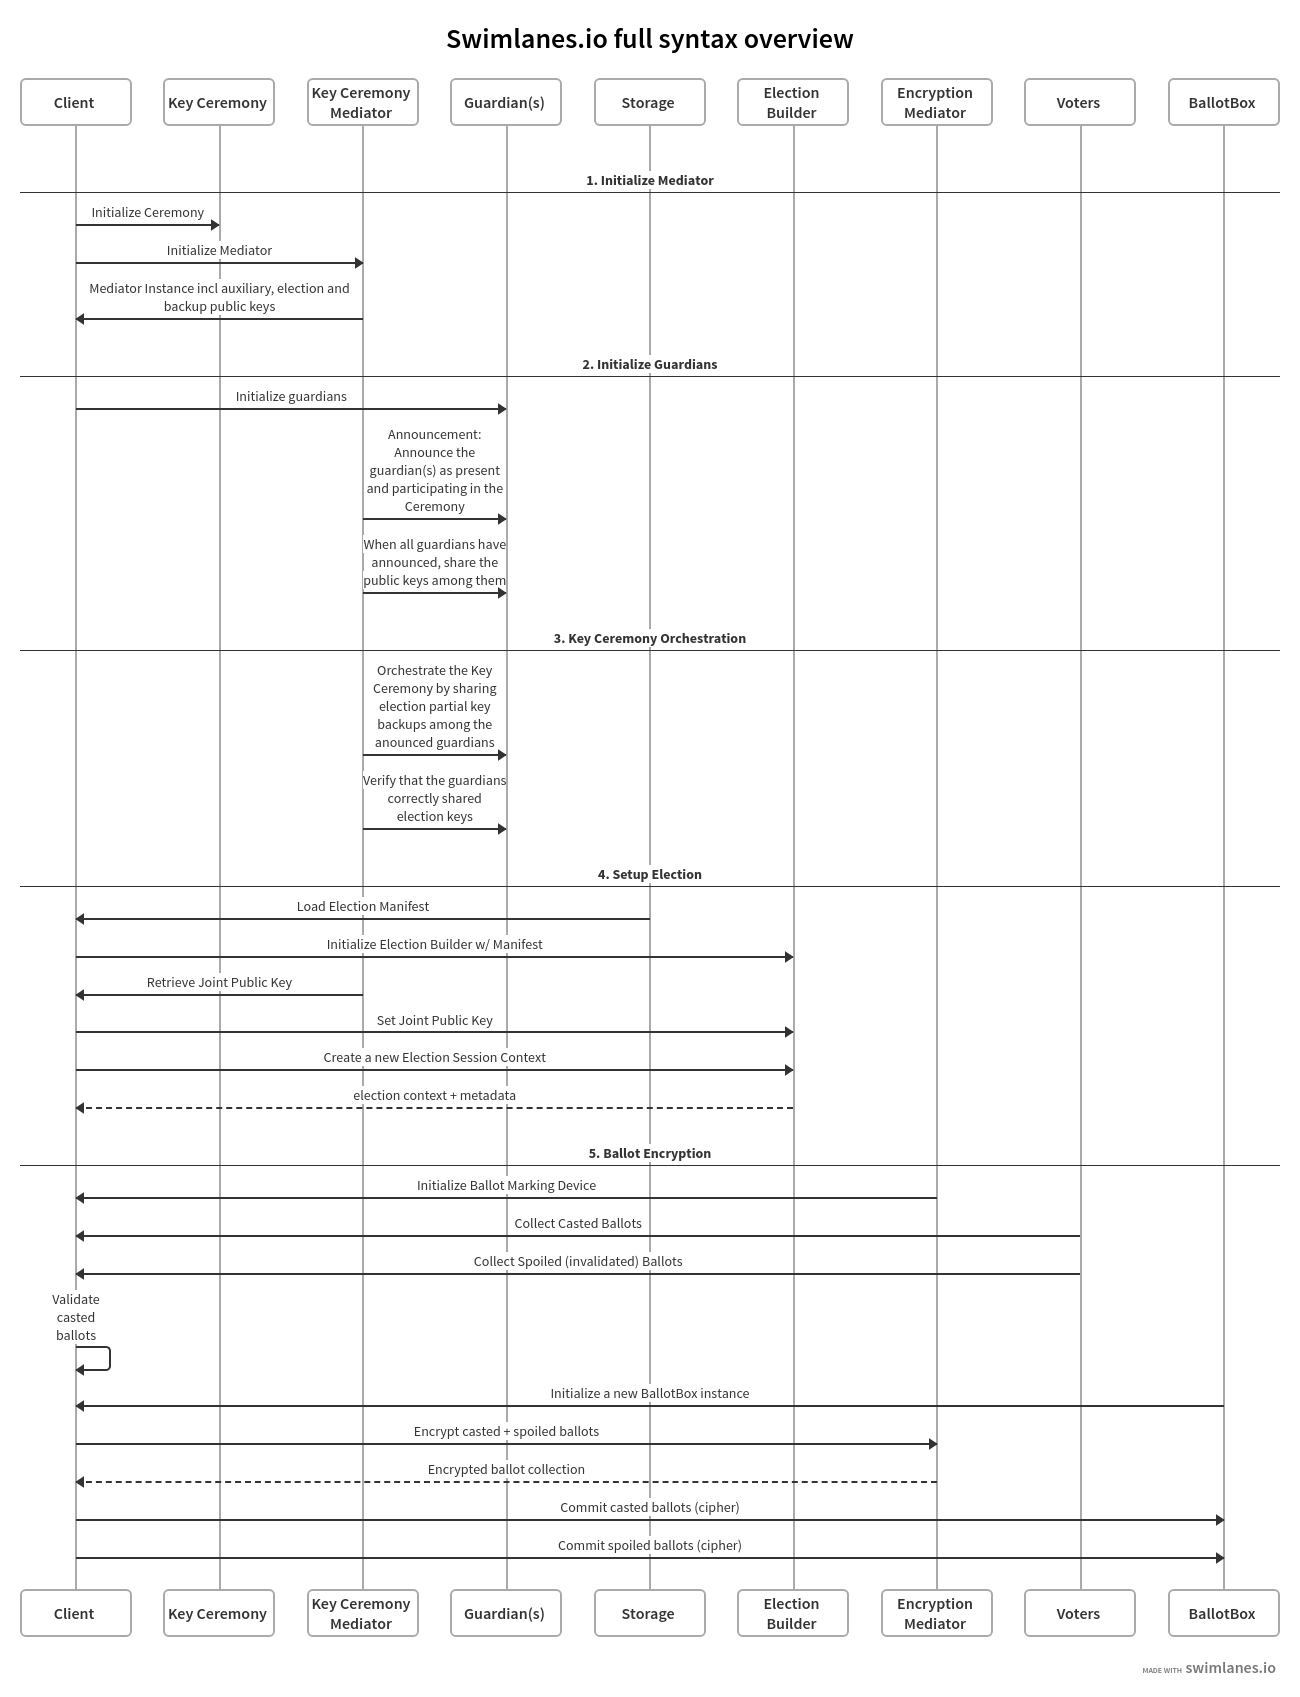 Swimlanes.io full syntax overview
Client
Key Ceremony
Key Ceremony
Mediator
Guardian(s)
Storage
Election
Builder
Encryption
Mediator
Voters
BallotBox
1. Initialize Mediator
Initialize Ceremony
Initialize Mediator
Mediator Instance incl auxiliary, election and
backup public keys
2. Initialize Guardians
Initialize guardians
Announcement:
Announce the
guardian(s) as present
and participating in the
Ceremony
When all guardians have
announced, share the
public keys among them
3. Key Ceremony Orchestration
Orchestrate the Key
Ceremony by sharing
election partial key
backups among the
anounced guardians
Verify that the guardians
correctly shared
election keys
4. Setup Election
Load Election Manifest
Initialize Election Builder w/ Manifest
Retrieve Joint Public Key
Set Joint Public Key
Create a new Election Session Context
election context + metadata
5. Ballot Encryption
Initialize Ballot Marking Device
Collect Casted Ballots
Collect Spoiled (invalidated) Ballots
Validate
casted
ballots
Initialize a new BallotBox instance
Encrypt casted + spoiled ballots
Encrypted ballot collection
Commit casted ballots (cipher)
Commit spoiled ballots (cipher)
Client
Key Ceremony
Key Ceremony
Mediator
Guardian(s)
Storage
Election
Builder
Encryption
Mediator
Voters
BallotBox
MADE WITH swimlanes.io